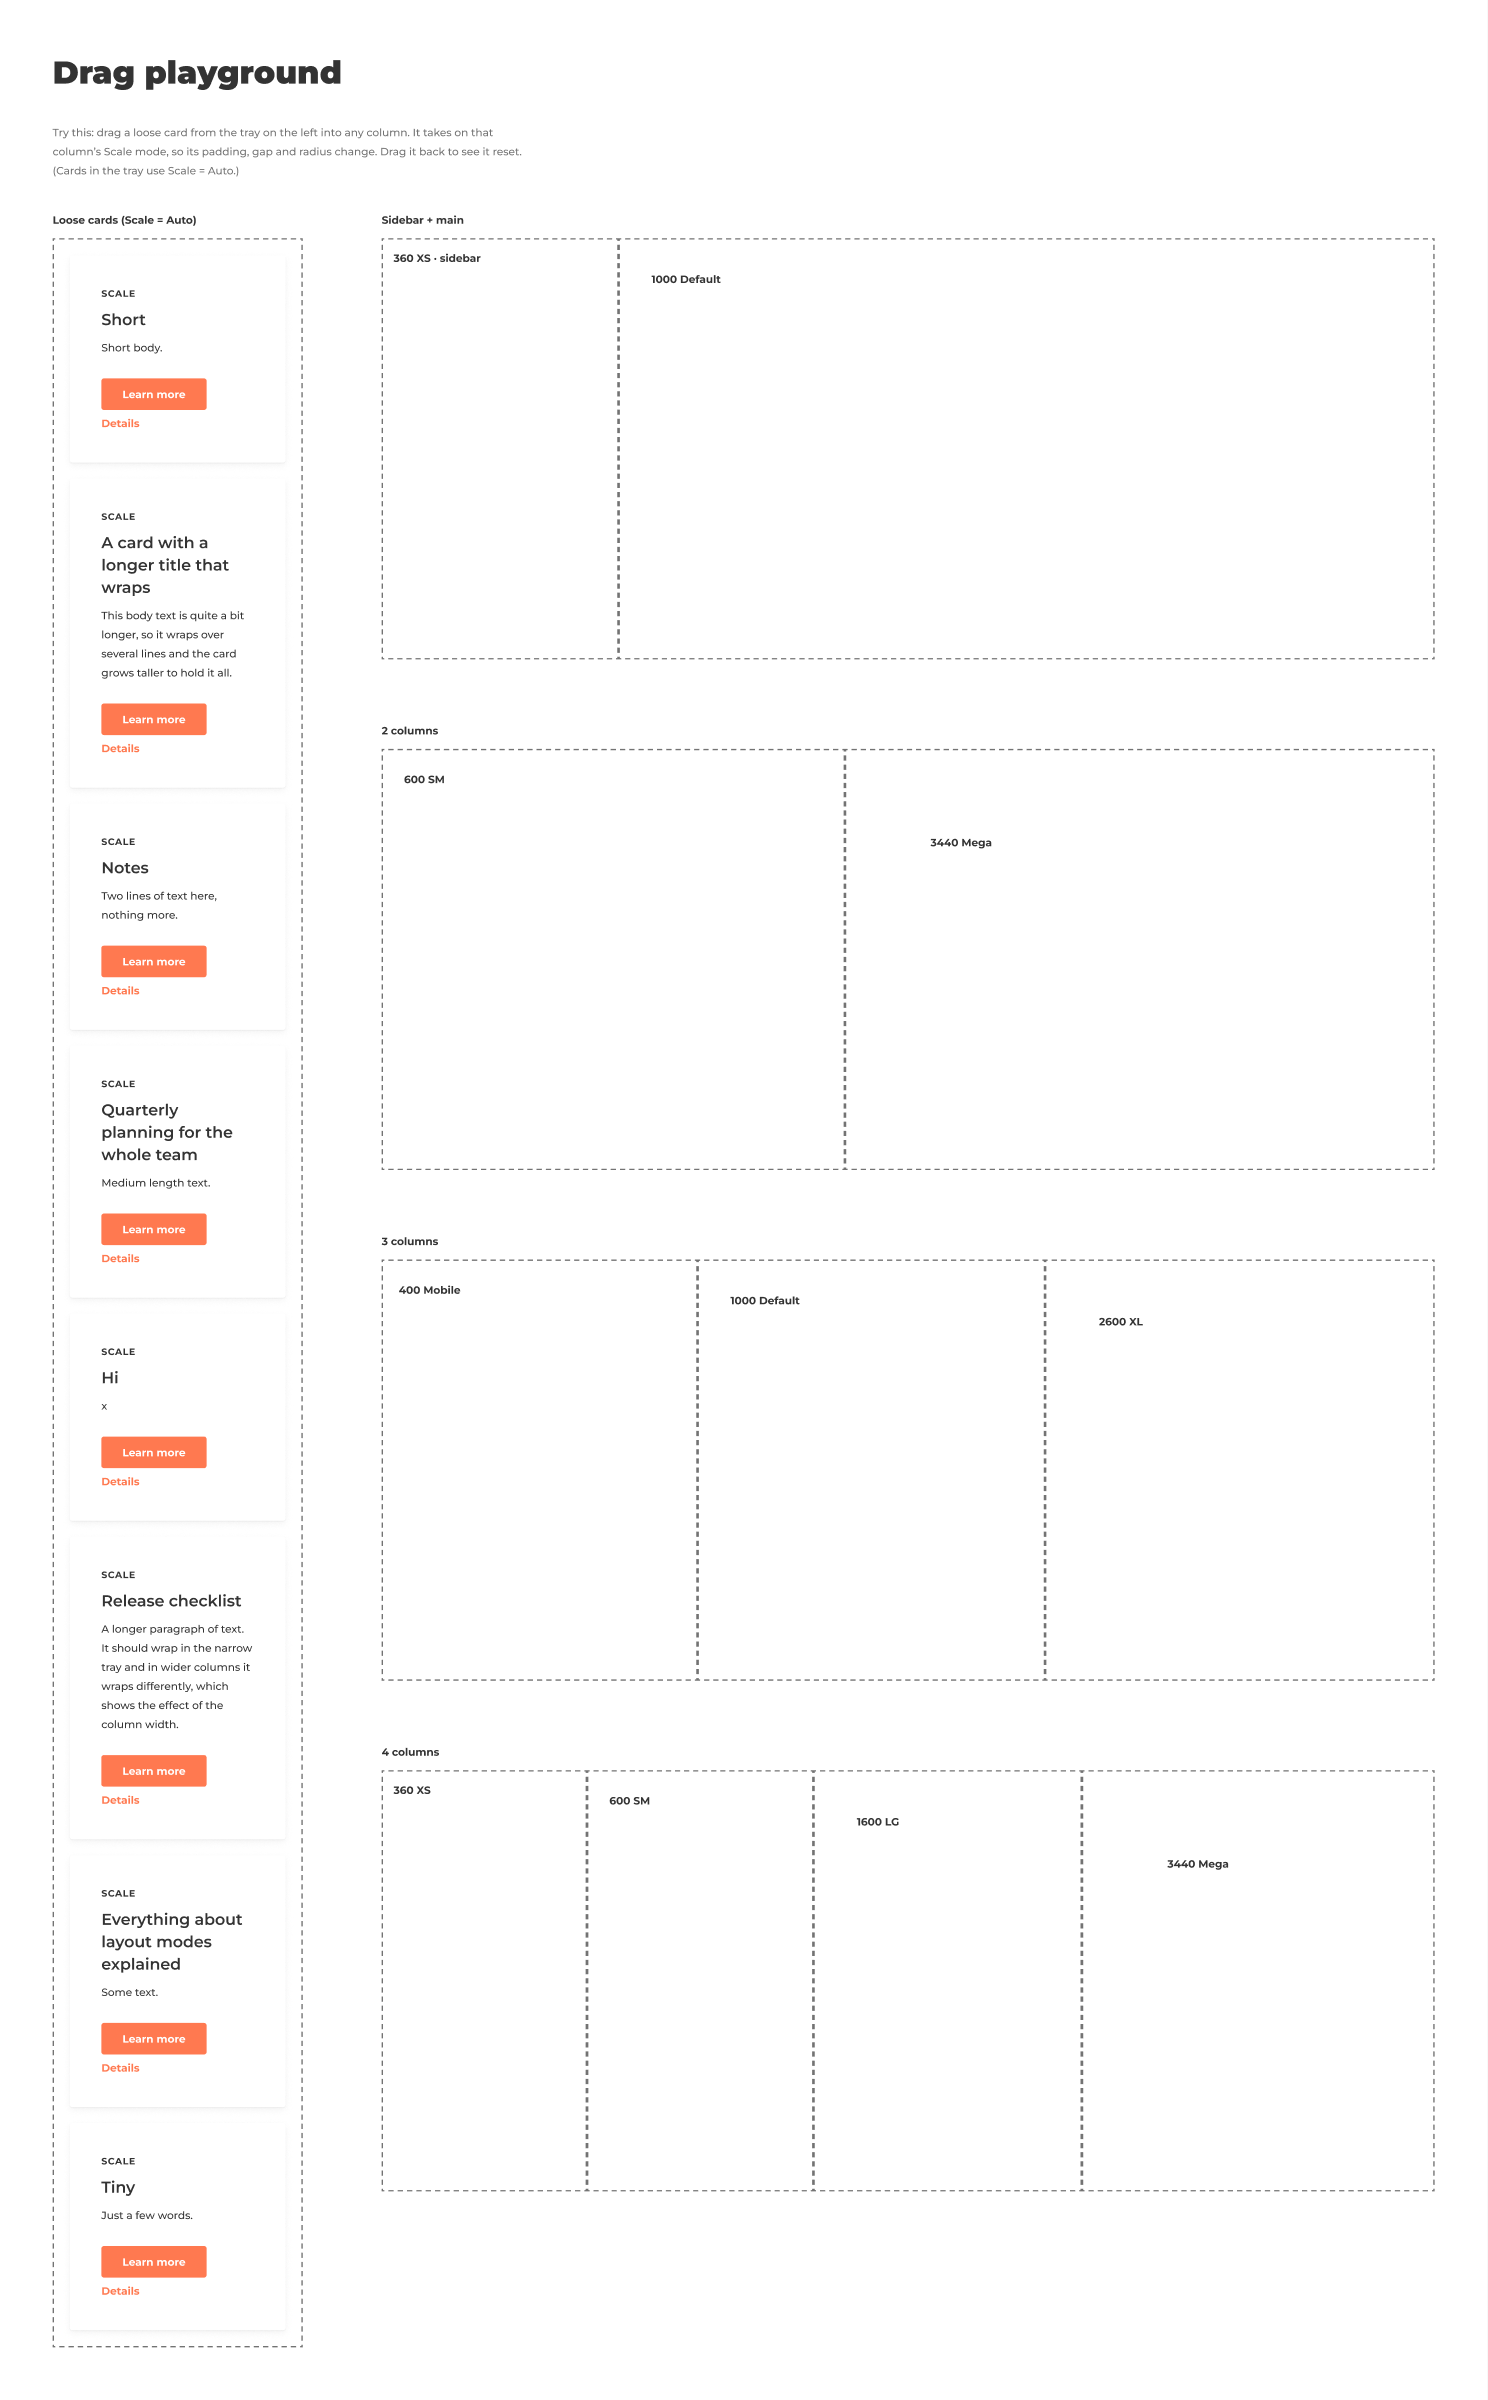 Drag playground
Try this: drag a loose card from the tray on the left into any column. It takes on that
column's Scale mode, so its padding, gap and radius change. Drag it back to see it reset.
(Cards in the tray use Scale = Auto.)
Loose cards (Scale = Auto)
SCALE
Short
Short body.
Learn more
Details
SCALE
A card with a
longer title that
wraps
This body text is quite a bit
longer, so it wraps over
several lines and the card
grows taller to hold it all.
Learn more
Details
SCALE
Notes
Two lines of text here,
nothing more.
Learn more
Details
SCALE
Quarterly
planning for the
whole team
Medium length text.
Learn more
Details
SCALE
Hi
x
Learn more
Details
SCALE
Release checklist
A longer paragraph of text.
It should wrap in the narrow
tray and in wider columns it
wraps differently, which
shows the effect of the
column width.
Learn more
Details
SCALE
Everything about
layout modes
explained
Some text.
Learn more
Details
SCALE
Tiny
Just a few words.
Learn more
Details
Sidebar + main
360 XS · sidebar
1000 Default
2 columns
600 SM
3440 Mega
3 columns
400 Mobile
1000 Default
2600 XL
4 columns
360 XS
600 SM
1600 LG
3440 Mega